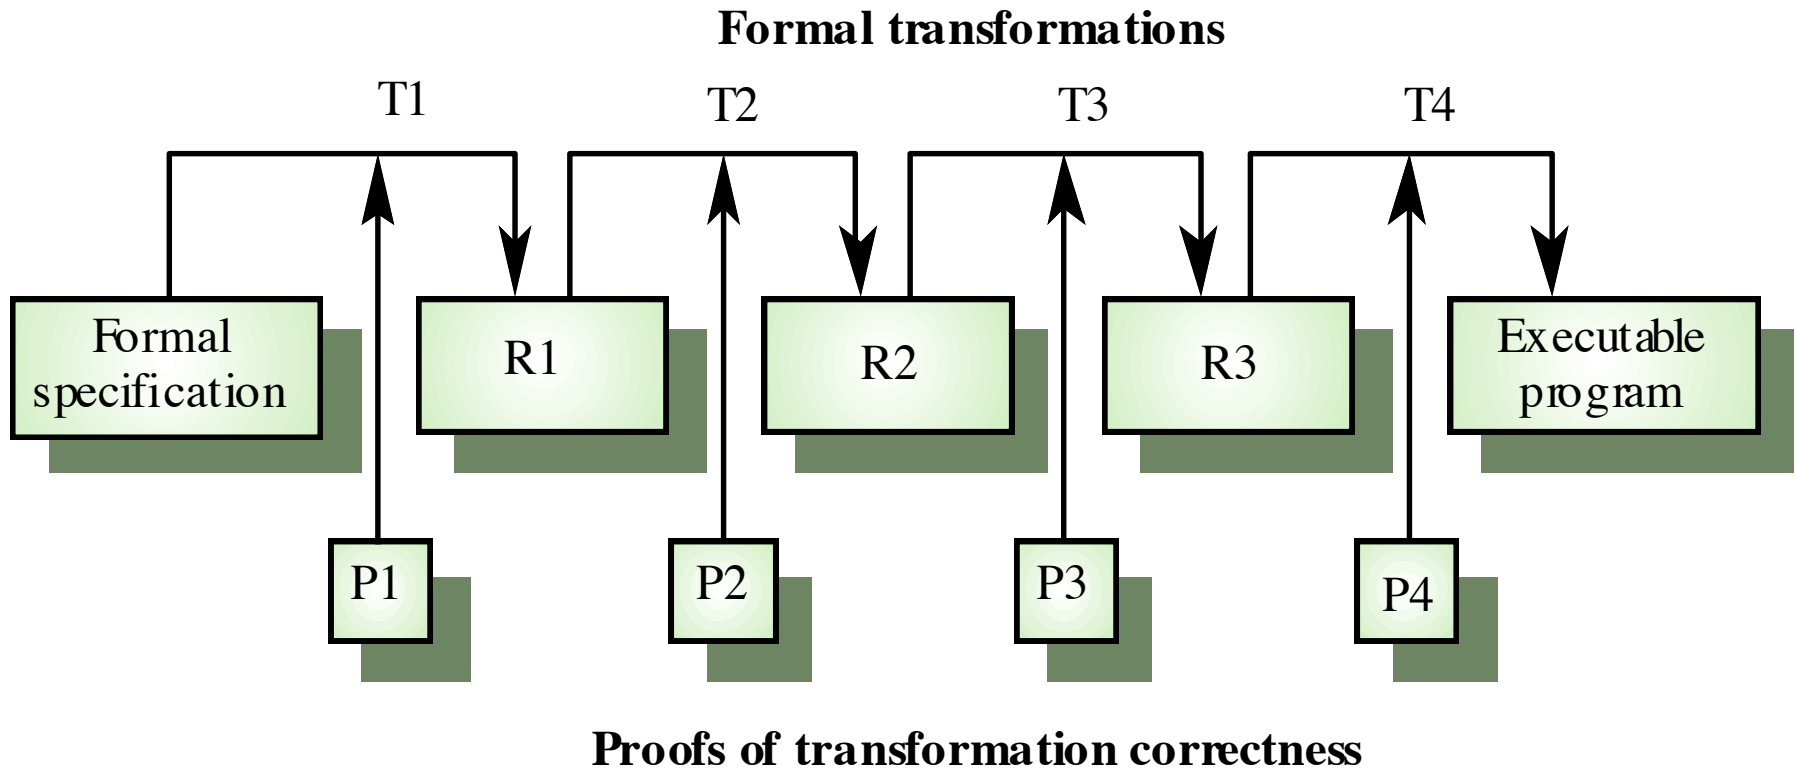 Formal transformations
T1
T2
T3
T4
Formal
specification
R1
R2
R3
Executable
program
P1
P2
P3
P4
Proofs of transformation correctness